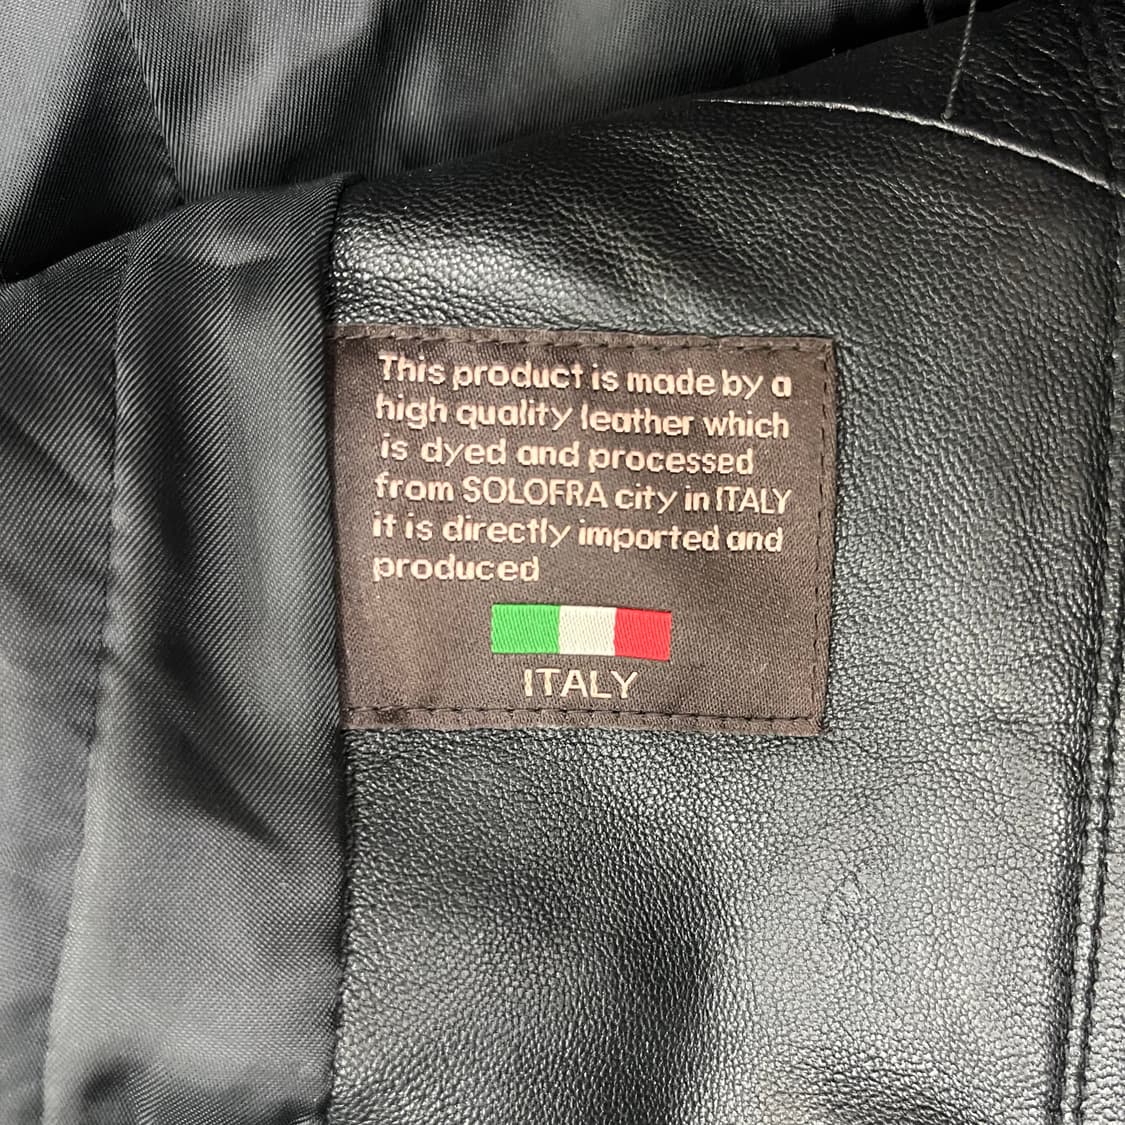 This product is made by a
high quality leather which
is dyed and processed
from SOLOFRA city in ITALY
it is directly imported and
produced
ITALY